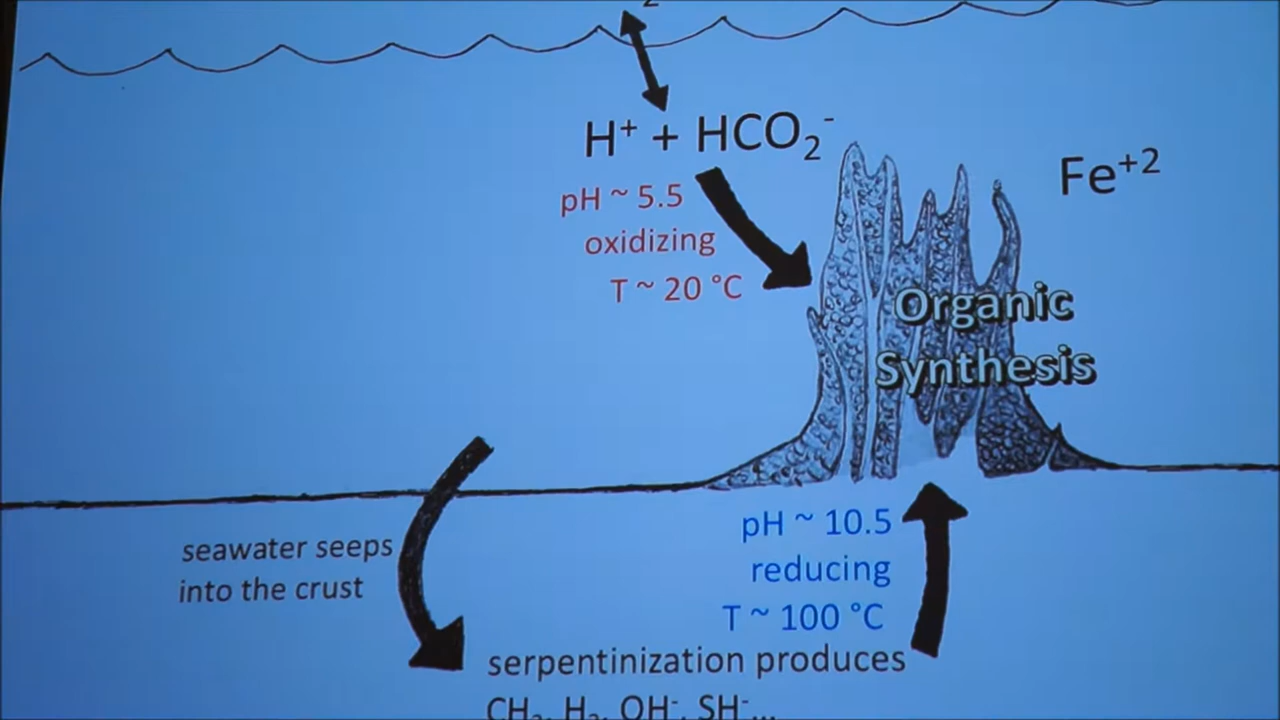 2
H⁺ + HCO₂⁻
pH ~ 5.5
oxidizing
T ~ 20 °C
Fe⁺²
Organic
Synthesis
seawater seeps
into the crust
pH ~ 10.5
reducing
T ~ 100 °C
serpentinization produces
H₂, OH⁻, SH⁻...